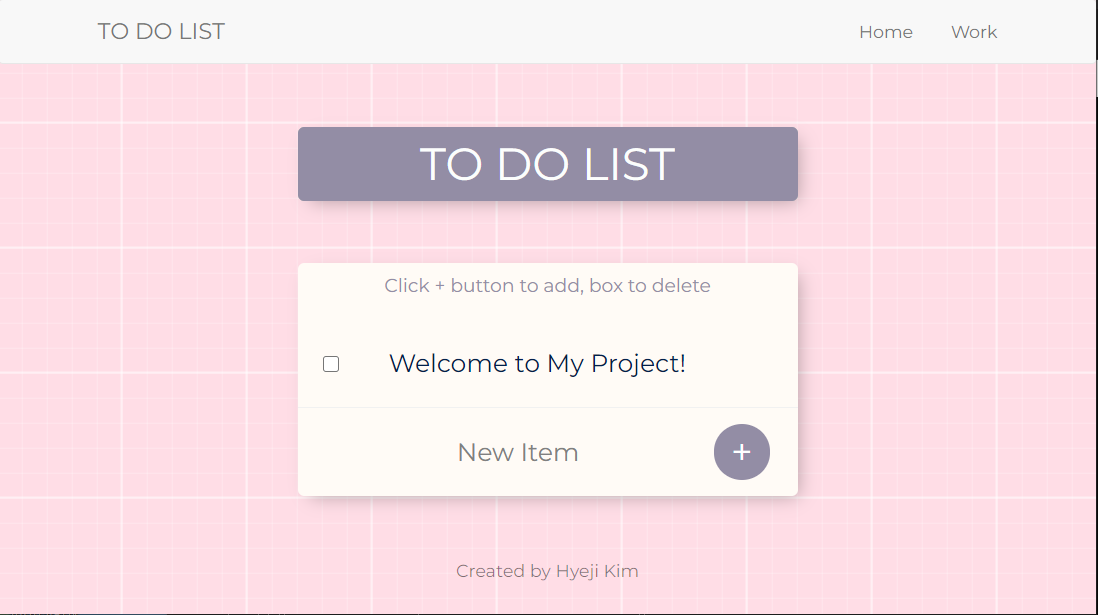 TO DO LIST
Home
Work
TO DO LIST
Click + button to add, box to delete
Welcome to My Project!
New Item
+
Created by Hyeji Kim